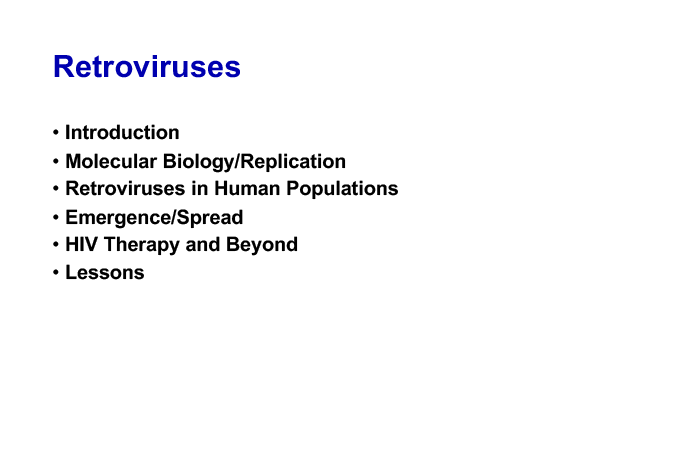 Retroviruses
• Introduction
• Molecular Biology/Replication
• Retroviruses in Human Populations
• Emergence/Spread
• HIV Therapy and Beyond
• Lessons